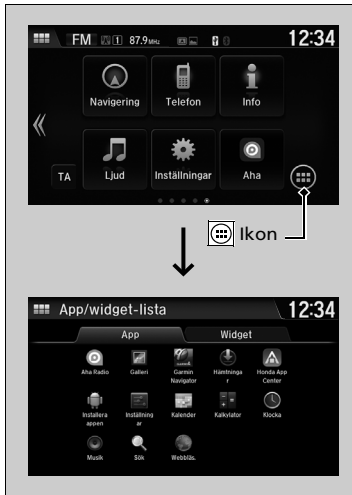 FM 1 87.9MHz 12:34
Navigering Telefon Info
TA Ljud Inställningar Aha
Ikon
App/widget-lista 12:34
App Widget
Aha Radio Galleri Garmin Navigator Hämtninga r Honda App Center
Installera appen Inställning ar Kalender Kalkylator Klocka
Musik Sök Webbläs.